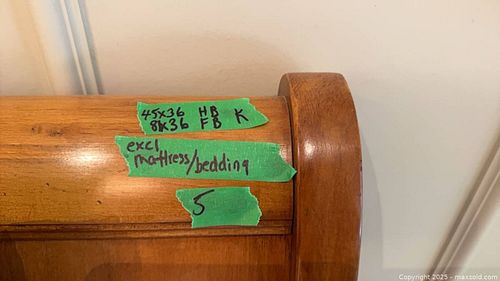 45x36 HB K
81x36 FB
excl
mattress/bedding
5
Copyright 2025 - maxsold.com